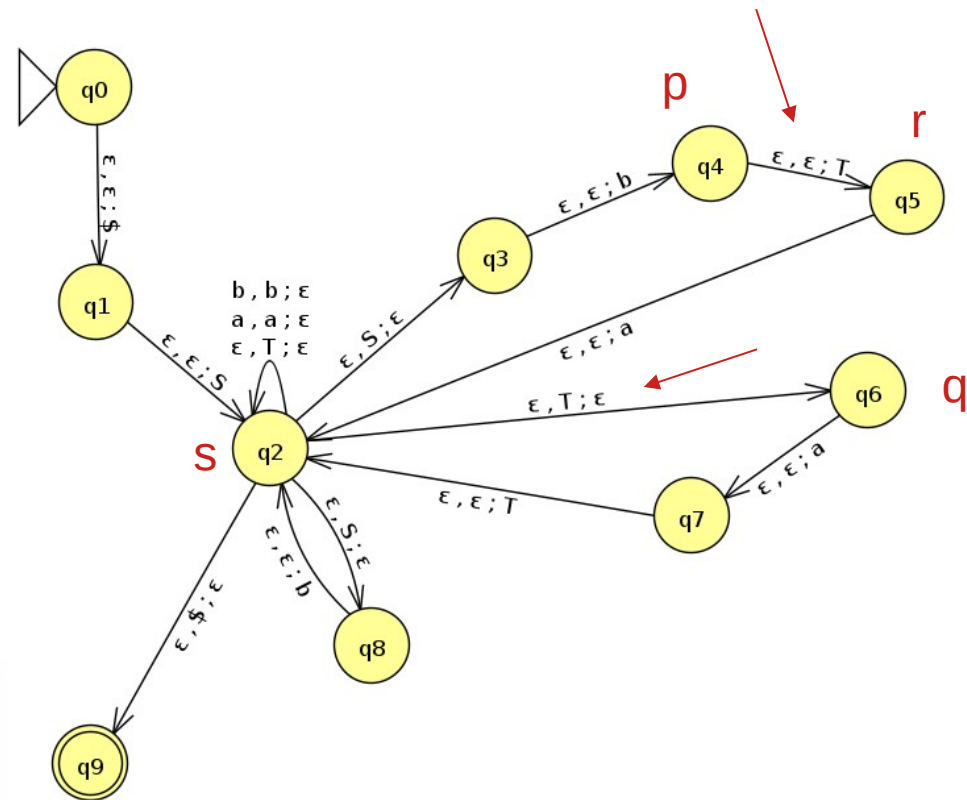 p
r
q0
q4
ε,ε;T
q5
ε,ε;$
ε,ε;b
q3
q1
b,b;ε
a,a;ε
ε,T;ε
ε,S;ε
ε,ε;a
ε,ε;S
ε,T;ε
q6
q
s
q2
ε,ε;a
ε,ε;T
q7
ε,S;ε
ε,ε;b
ε,$;ε
q8
q9